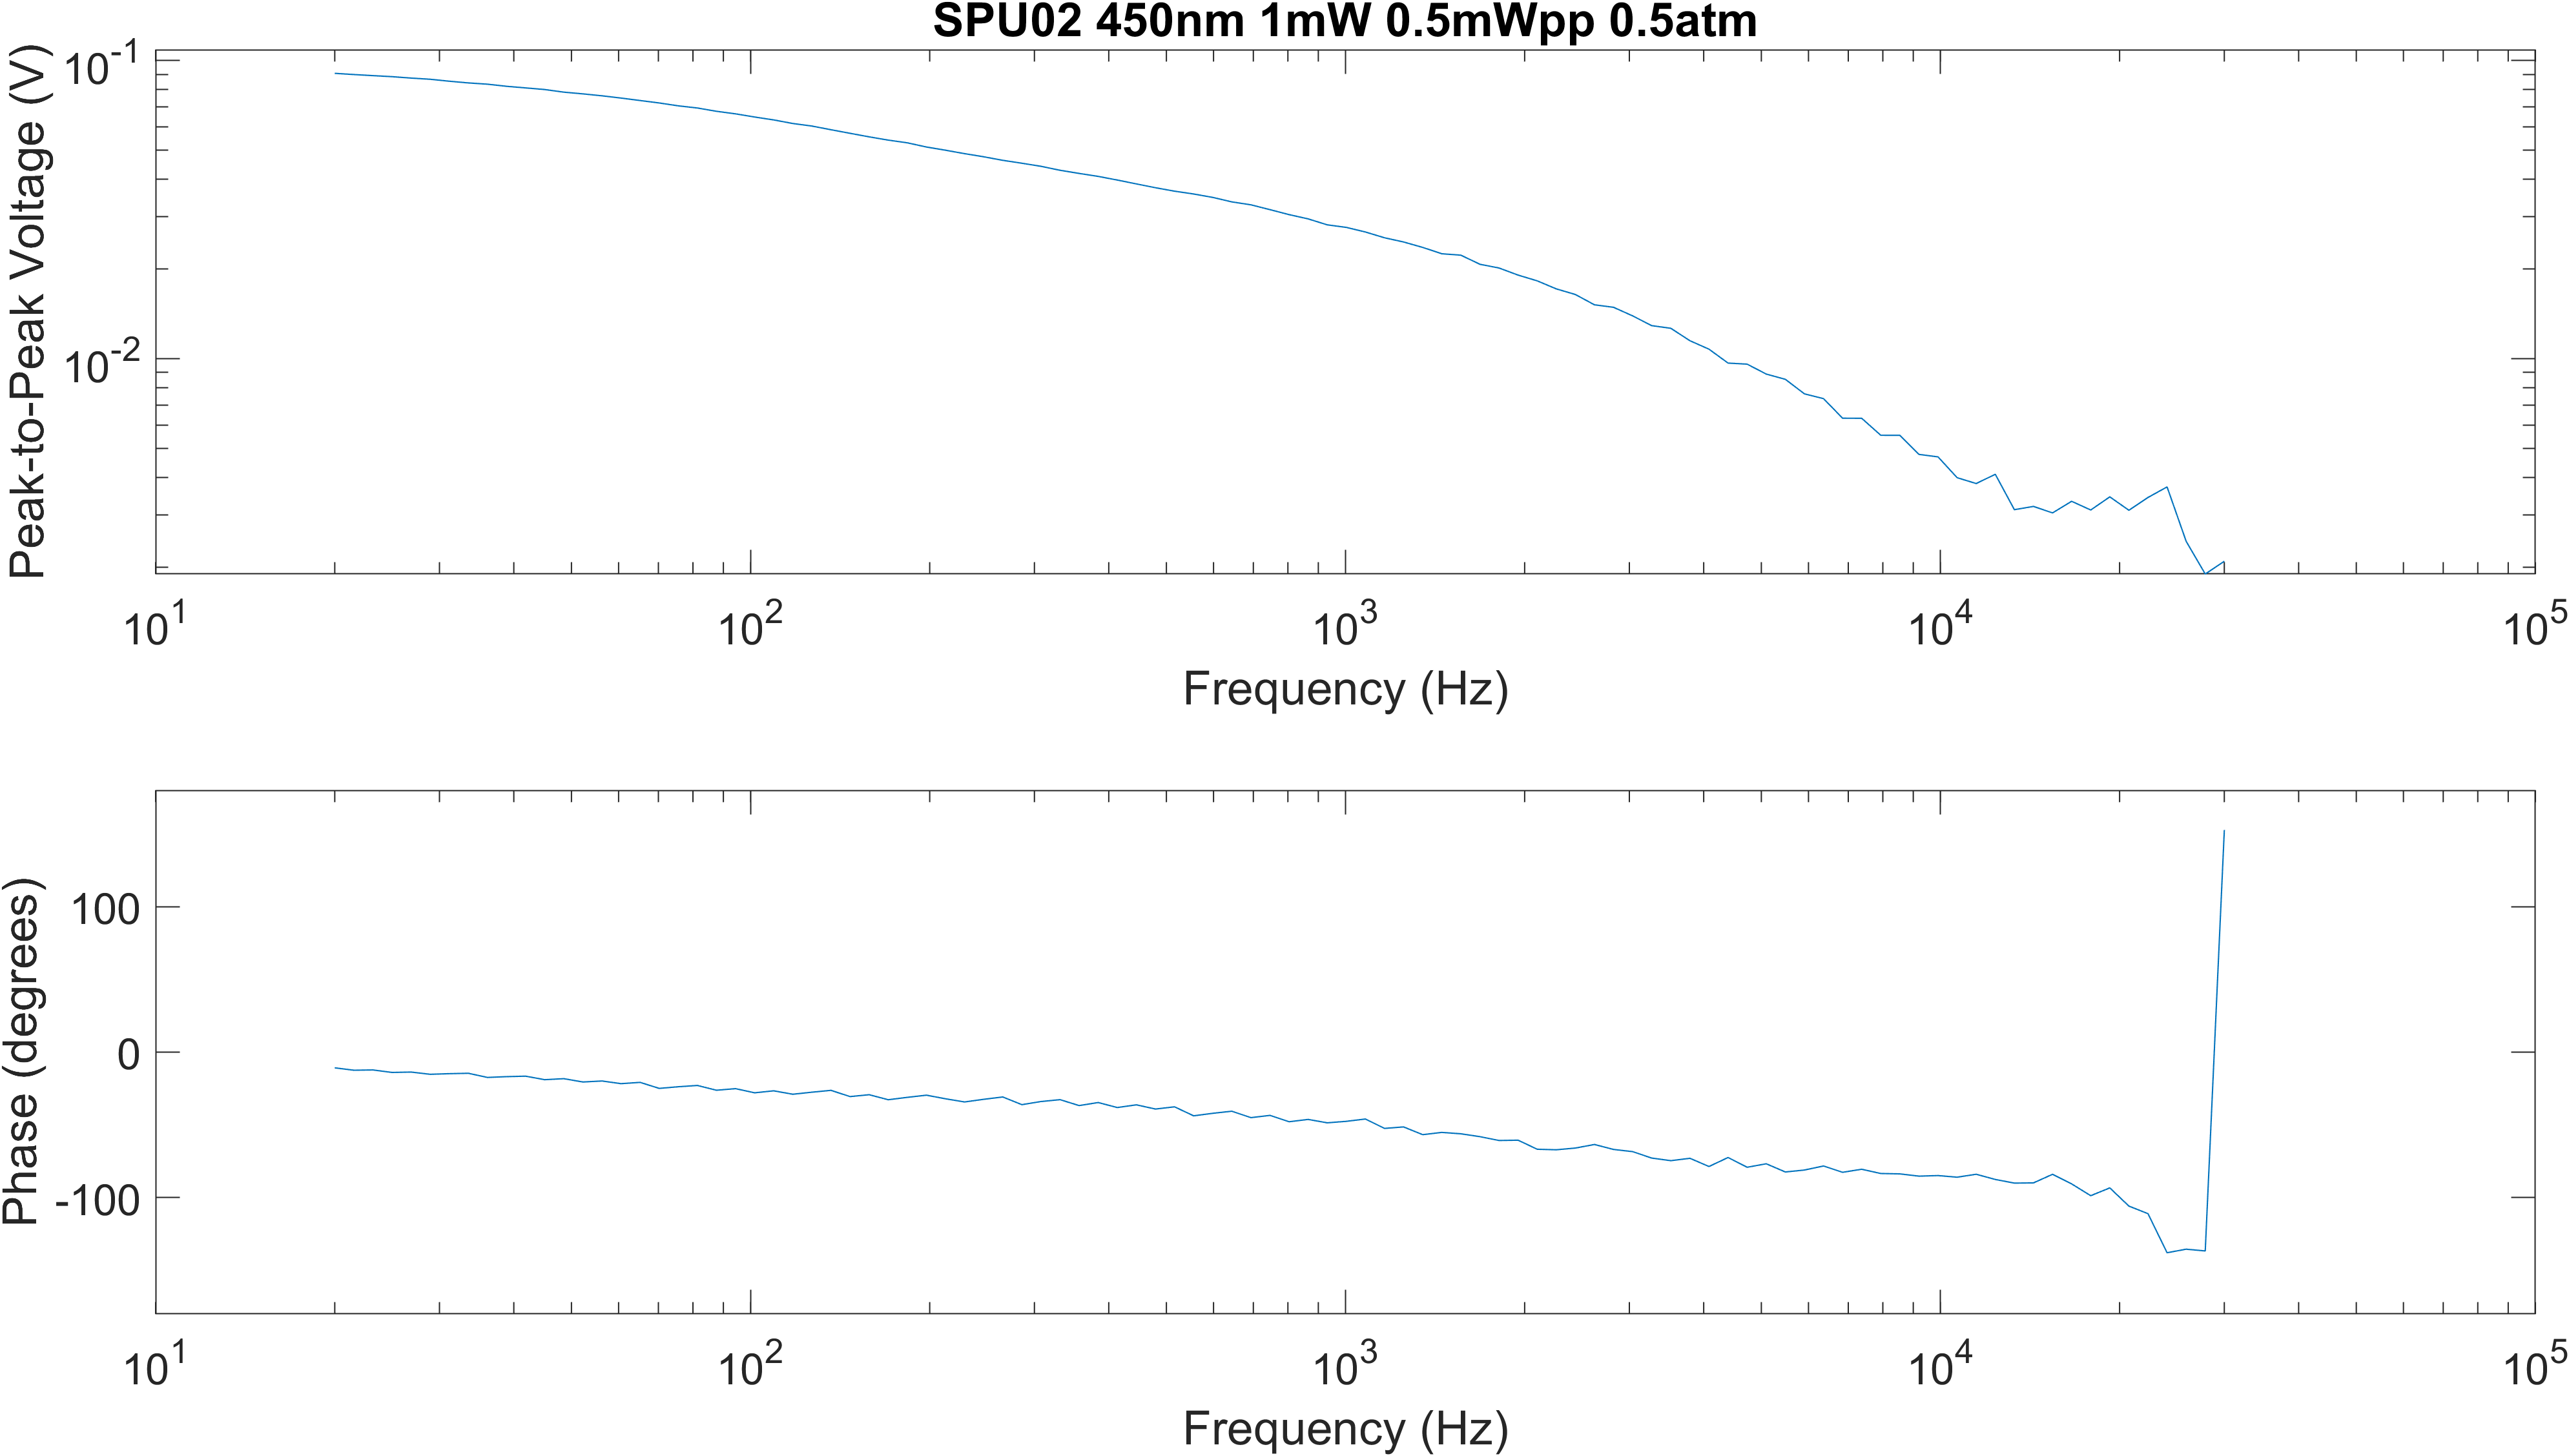 SPU02 450nm 1mW 0.5mWpp 0.5atm
Peak-to-Peak Voltage (V)
10^-1
10^-2
10^1 10^2 10^3 10^4 10^5
Frequency (Hz)
Phase (degrees)
100
0
-100
10^1 10^2 10^3 10^4 10^5
Frequency (Hz)